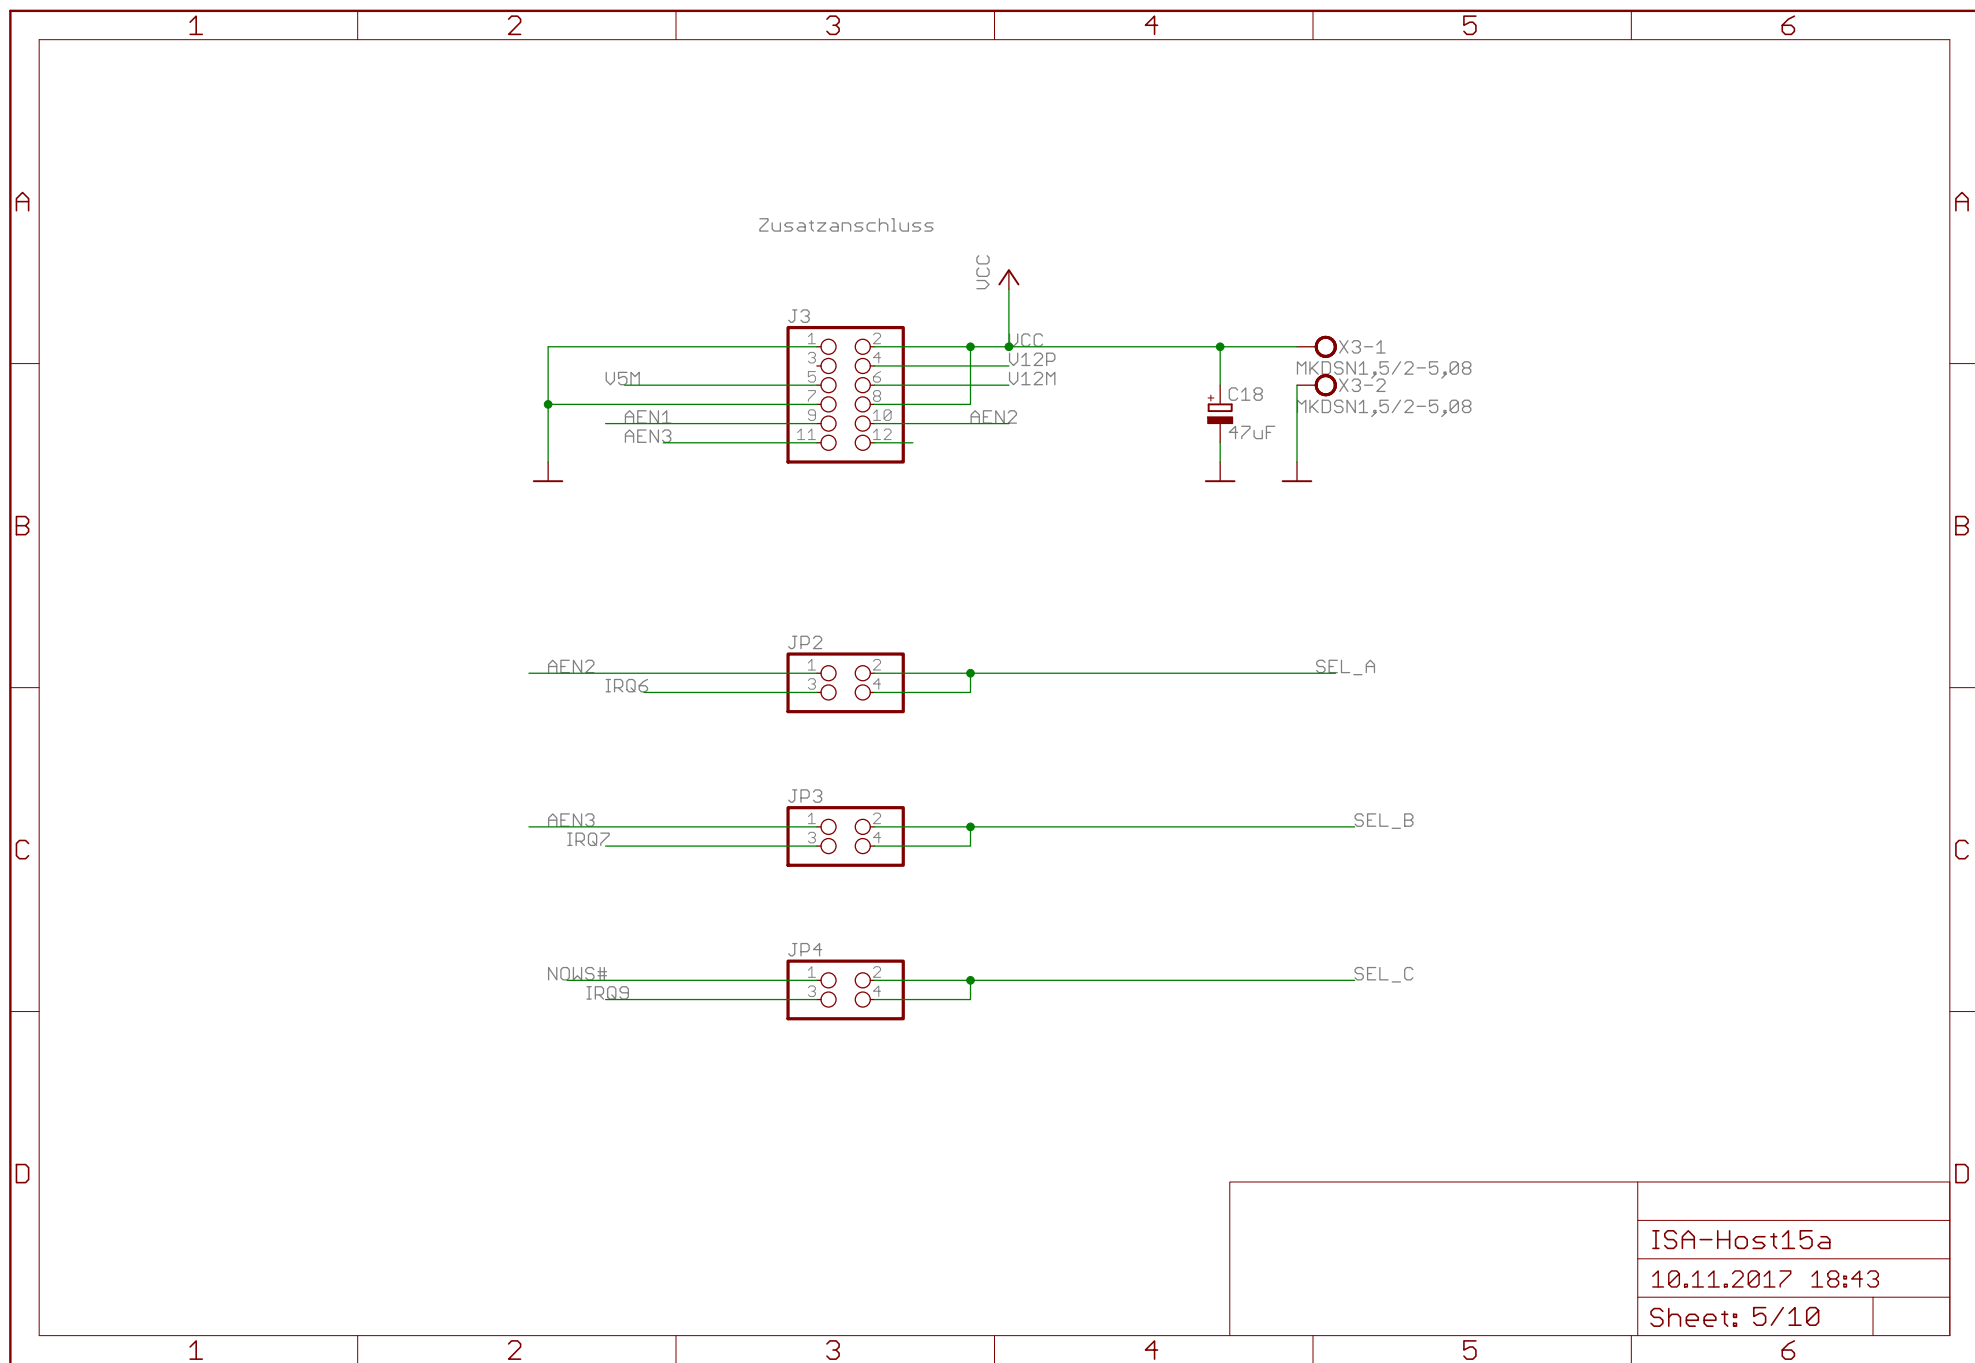 1 2 3 4 5 6
A A
Zusatzanschluss
VCC
J3
1 2 VCC
3 4 V12P
V5M 5 6 V12M
7 8
AEN1 9 10 AEN2
AEN3 11 12
X3-1
MKDSN1,5/2-5,08
X3-2
MKDSN1,5/2-5,08
+ C18
47uF
B B
JP2
AEN2 1 2 SEL_A
IRQ6 3 4
JP3
AEN3 1 2 SEL_B
IRQ7 3 4
C C
JP4
NOWS# 1 2 SEL_C
IRQ9 3 4
D D
ISA-Host15a
10.11.2017 18:43
Sheet: 5/10
1 2 3 4 5 6